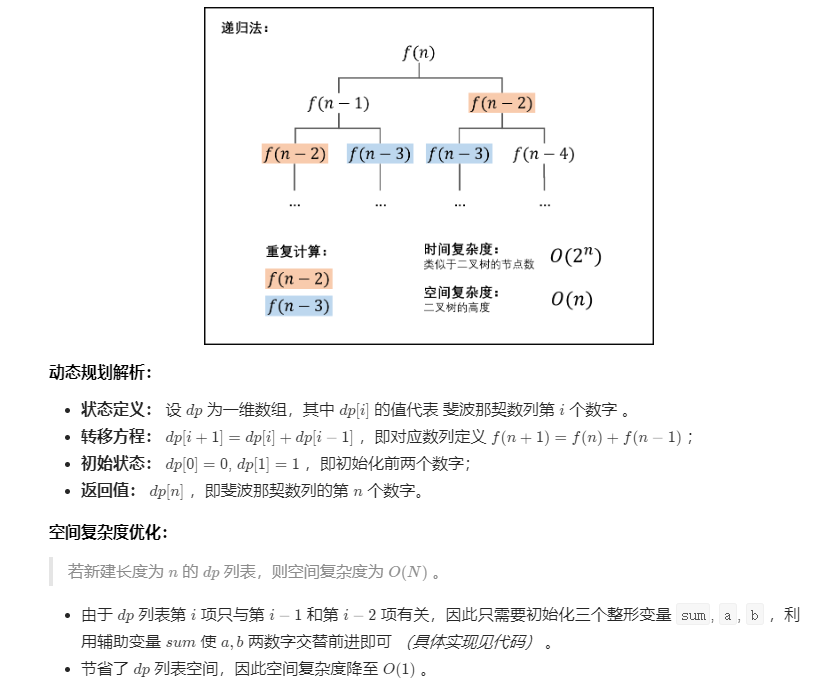 递归法：
f(n)
f(n − 1) f(n − 2)
f(n − 2) f(n − 3) f(n − 3) f(n − 4)
... ... ... ...
重复计算：
f(n − 2)
f(n − 3)
时间复杂度：
类似于二叉树的节点数
O(2ⁿ)
空间复杂度：
二叉树的高度
O(n)
动态规划解析：
• 状态定义： 设 dp 为一维数组，其中 dp[i] 的值代表 斐波那契数列第 i 个数字 。
• 转移方程： dp[i + 1] = dp[i] + dp[i − 1] ，即对应数列定义 f(n + 1) = f(n) + f(n − 1) ；
• 初始状态： dp[0] = 0, dp[1] = 1 ，即初始化前两个数字；
• 返回值： dp[n] ，即斐波那契数列的第 n 个数字。
空间复杂度优化：
若新建长度为 n 的 dp 列表，则空间复杂度为 O(N) 。
• 由于 dp 列表第 i 项只与第 i − 1 和第 i − 2 项有关，因此只需要初始化三个整形变量 sum, a, b ，利
用辅助变量 sum 使 a, b 两数字交替前进即可 （具体实现见代码） 。
• 节省了 dp 列表空间，因此空间复杂度降至 O(1) 。